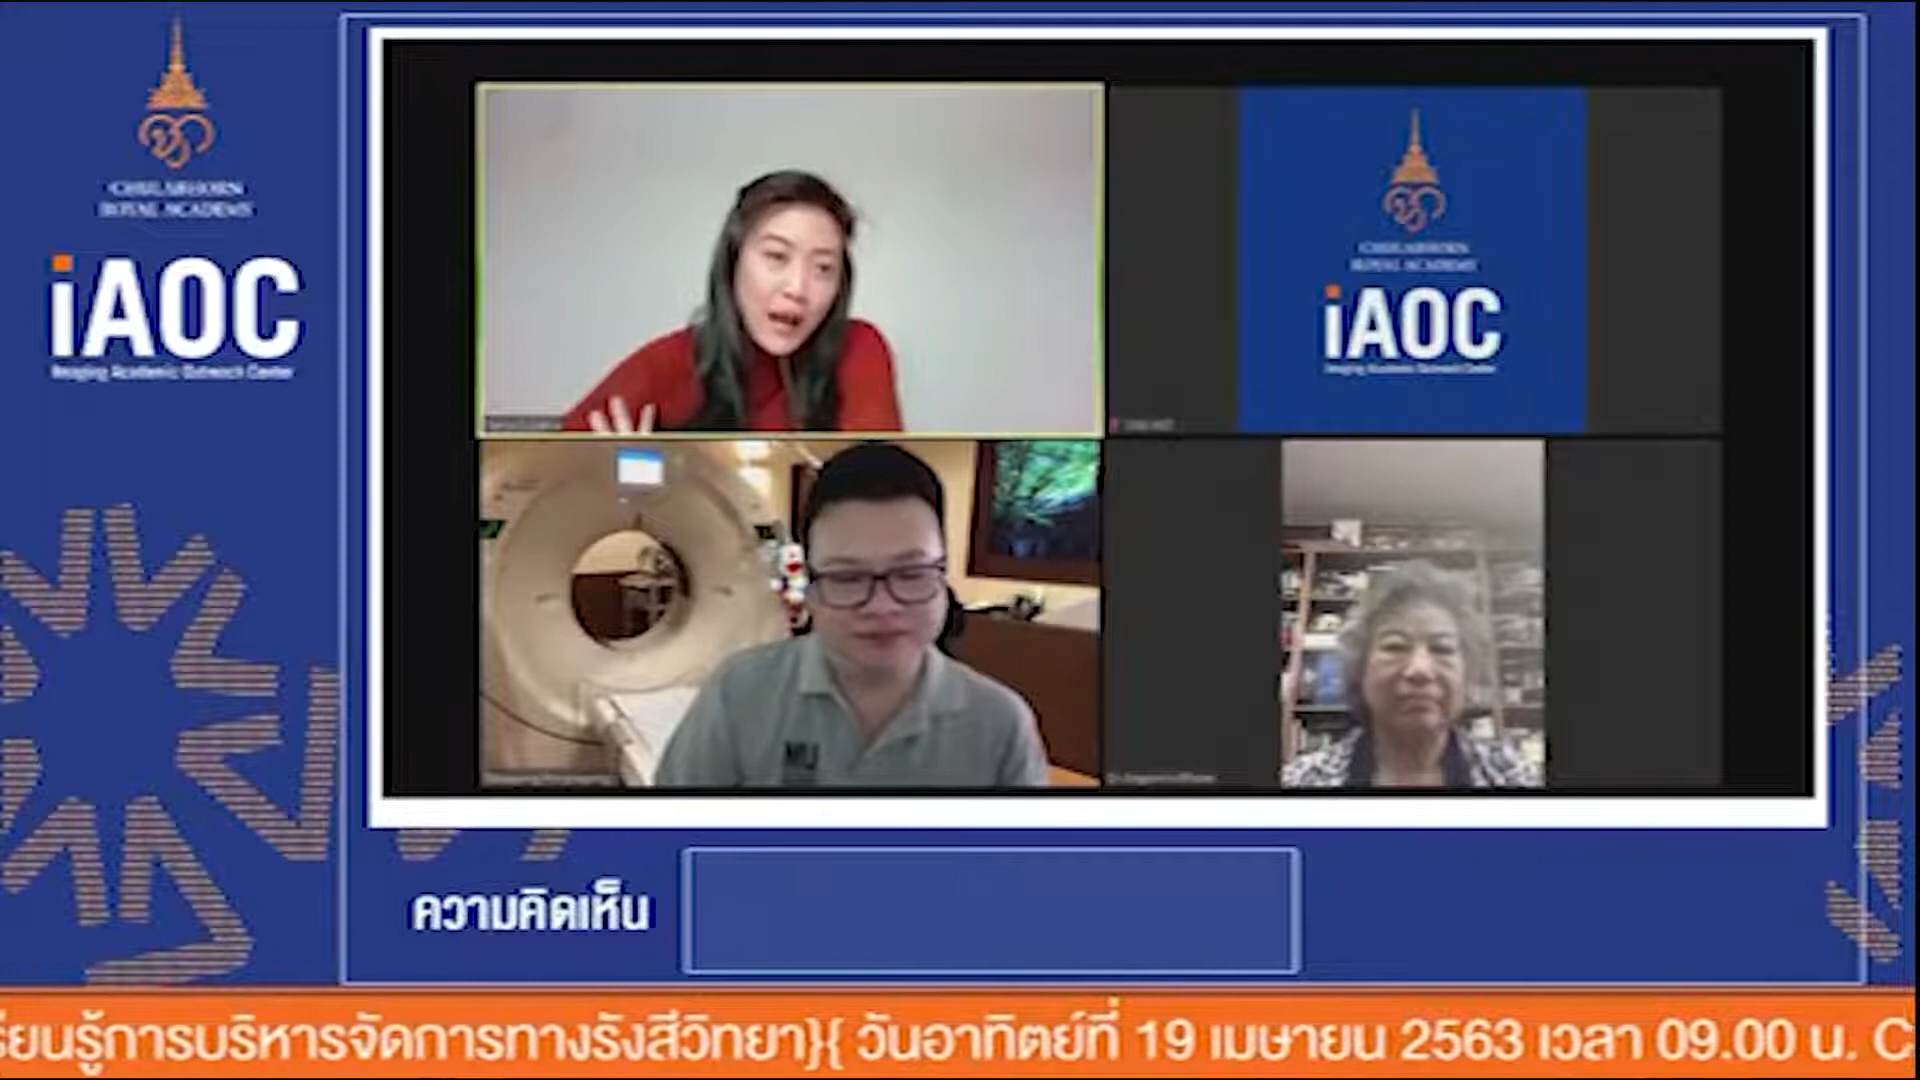 CHULABHORN
ROYAL ACADEMY
iAOC
Imaging Academic Outreach Center
CHULABHORN
ROYAL ACADEMY
iAOC
Imaging Academic Outreach Center
MU
ความคิดเห็น
รียนรู้การบริหารจัดการทางรังสีวิทยา}{ วันอาทิตย์ที่ 19 เมษายน 2563 เวลา 09.00 น. C